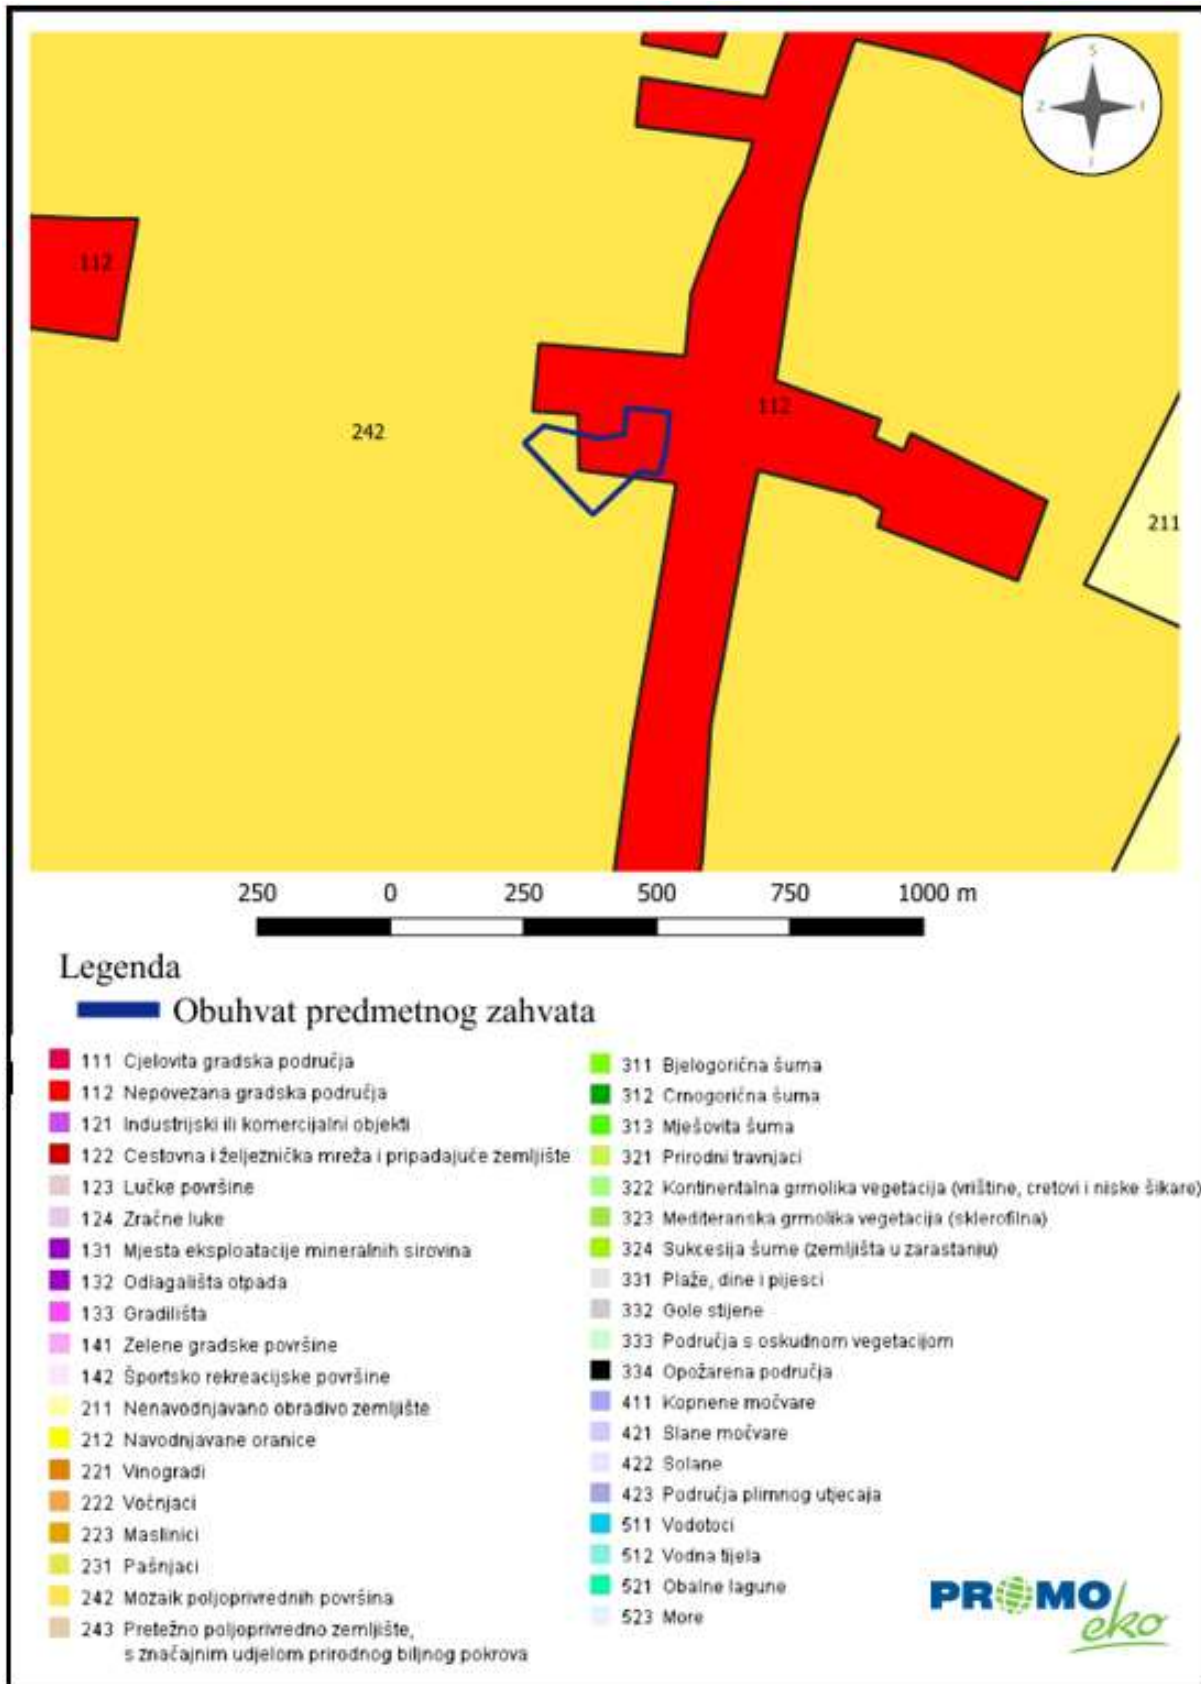 S
Z
I
J
112
112
242
211
250 0 250 500 750 1000 m
Legenda
Obuhvat predmetnog zahvata
111 Cjelovita gradska područja
112 Nepovezana gradska područja
121 Industrijski ili komercijalni objekti
122 Cestovna i željeznička mreža i pripadajuće zemljište
123 Lučke površine
124 Zračne luke
131 Mjesta eksploatacije mineralnih sirovina
132 Odlagališta otpada
133 Gradilišta
141 Zelene gradske površine
142 Športsko rekreacijske površine
211 Nenavodnjavano obradivo zemljište
212 Navodnjavane oranice
221 Vinogradi
222 Voćnjaci
223 Maslinici
231 Pašnjaci
242 Mozaik poljoprivrednih površina
243 Pretežno poljoprivredno zemljište,
s značajnim udjelom prirodnog biljnog pokrova
311 Bjelogorična šuma
312 Crnogorična šuma
313 Mješovita šuma
321 Prirodni travnjaci
322 Kontinentalna grmolika vegetacija (vrištine, cretovi i niske šikare)
323 Mediteranska grmolika vegetacija (sklerofilna)
324 Sukcesija šume (zemljišta u zarastanju)
331 Plaže, dine i pijesci
332 Gole stijene
333 Područja s oskudnom vegetacijom
334 Opožarena područja
411 Kopnene močvare
421 Slane močvare
422 Solane
423 Područja plimnog utjecaja
511 Vodotoci
512 Vodna tijela
521 Obalne lagune
523 More
PROMO
eko